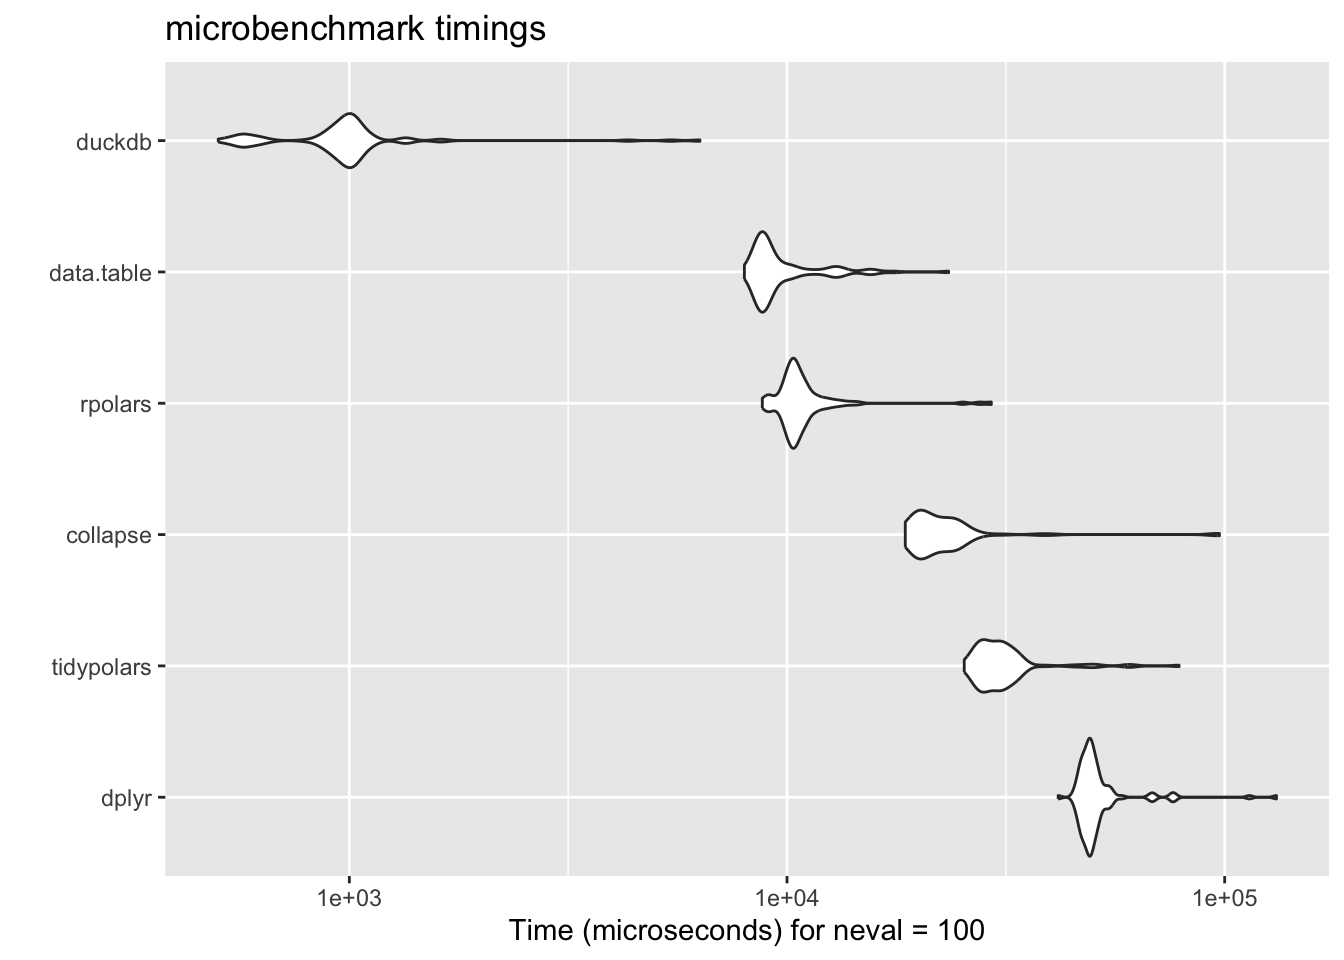 microbenchmark timings
duckdb
data.table
rpolars
collapse
tidypolars
dplyr
1e+03 1e+04 1e+05
Time (microseconds) for neval = 100